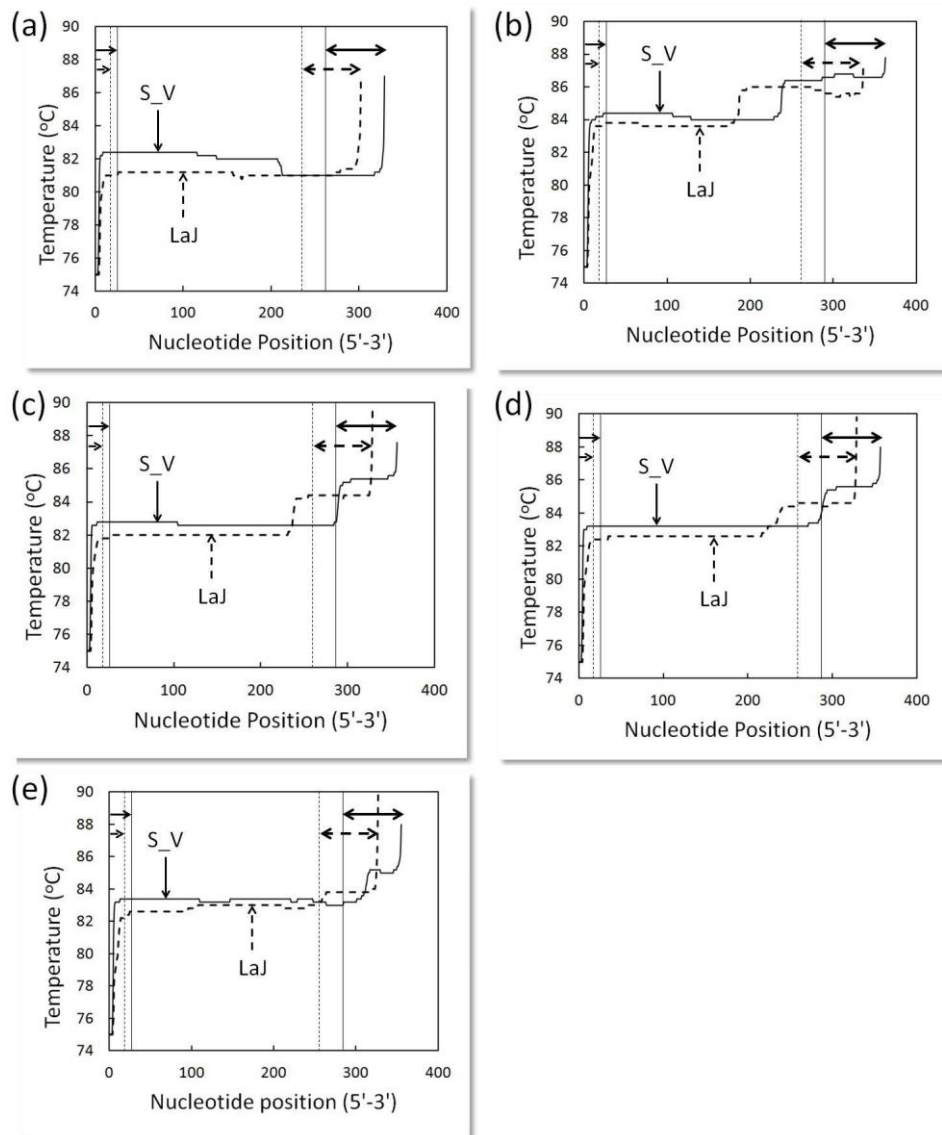 (a)
90
88
86
84
82
80
78
76
74
Temperature (°C)
S_V
LaJ
0 100 200 300 400
Nucleotide Position (5'-3')
(b)
90
88
86
84
82
80
78
76
74
Temperature (°C)
S_V
LaJ
0 100 200 300 400
Nucleotide Position (5'-3')
(c)
90
88
86
84
82
80
78
76
74
Temperature (°C)
S_V
LaJ
0 100 200 300 400
Nucleotide Position (5'-3')
(d)
90
88
86
84
82
80
78
76
74
Temperature (°C)
S_V
LaJ
0 100 200 300 400
Nucleotide Position (5'-3')
(e)
90
88
86
84
82
80
78
76
74
Temperature (°C)
S_V
LaJ
0 100 200 300 400
Nucleotide position (5'-3')